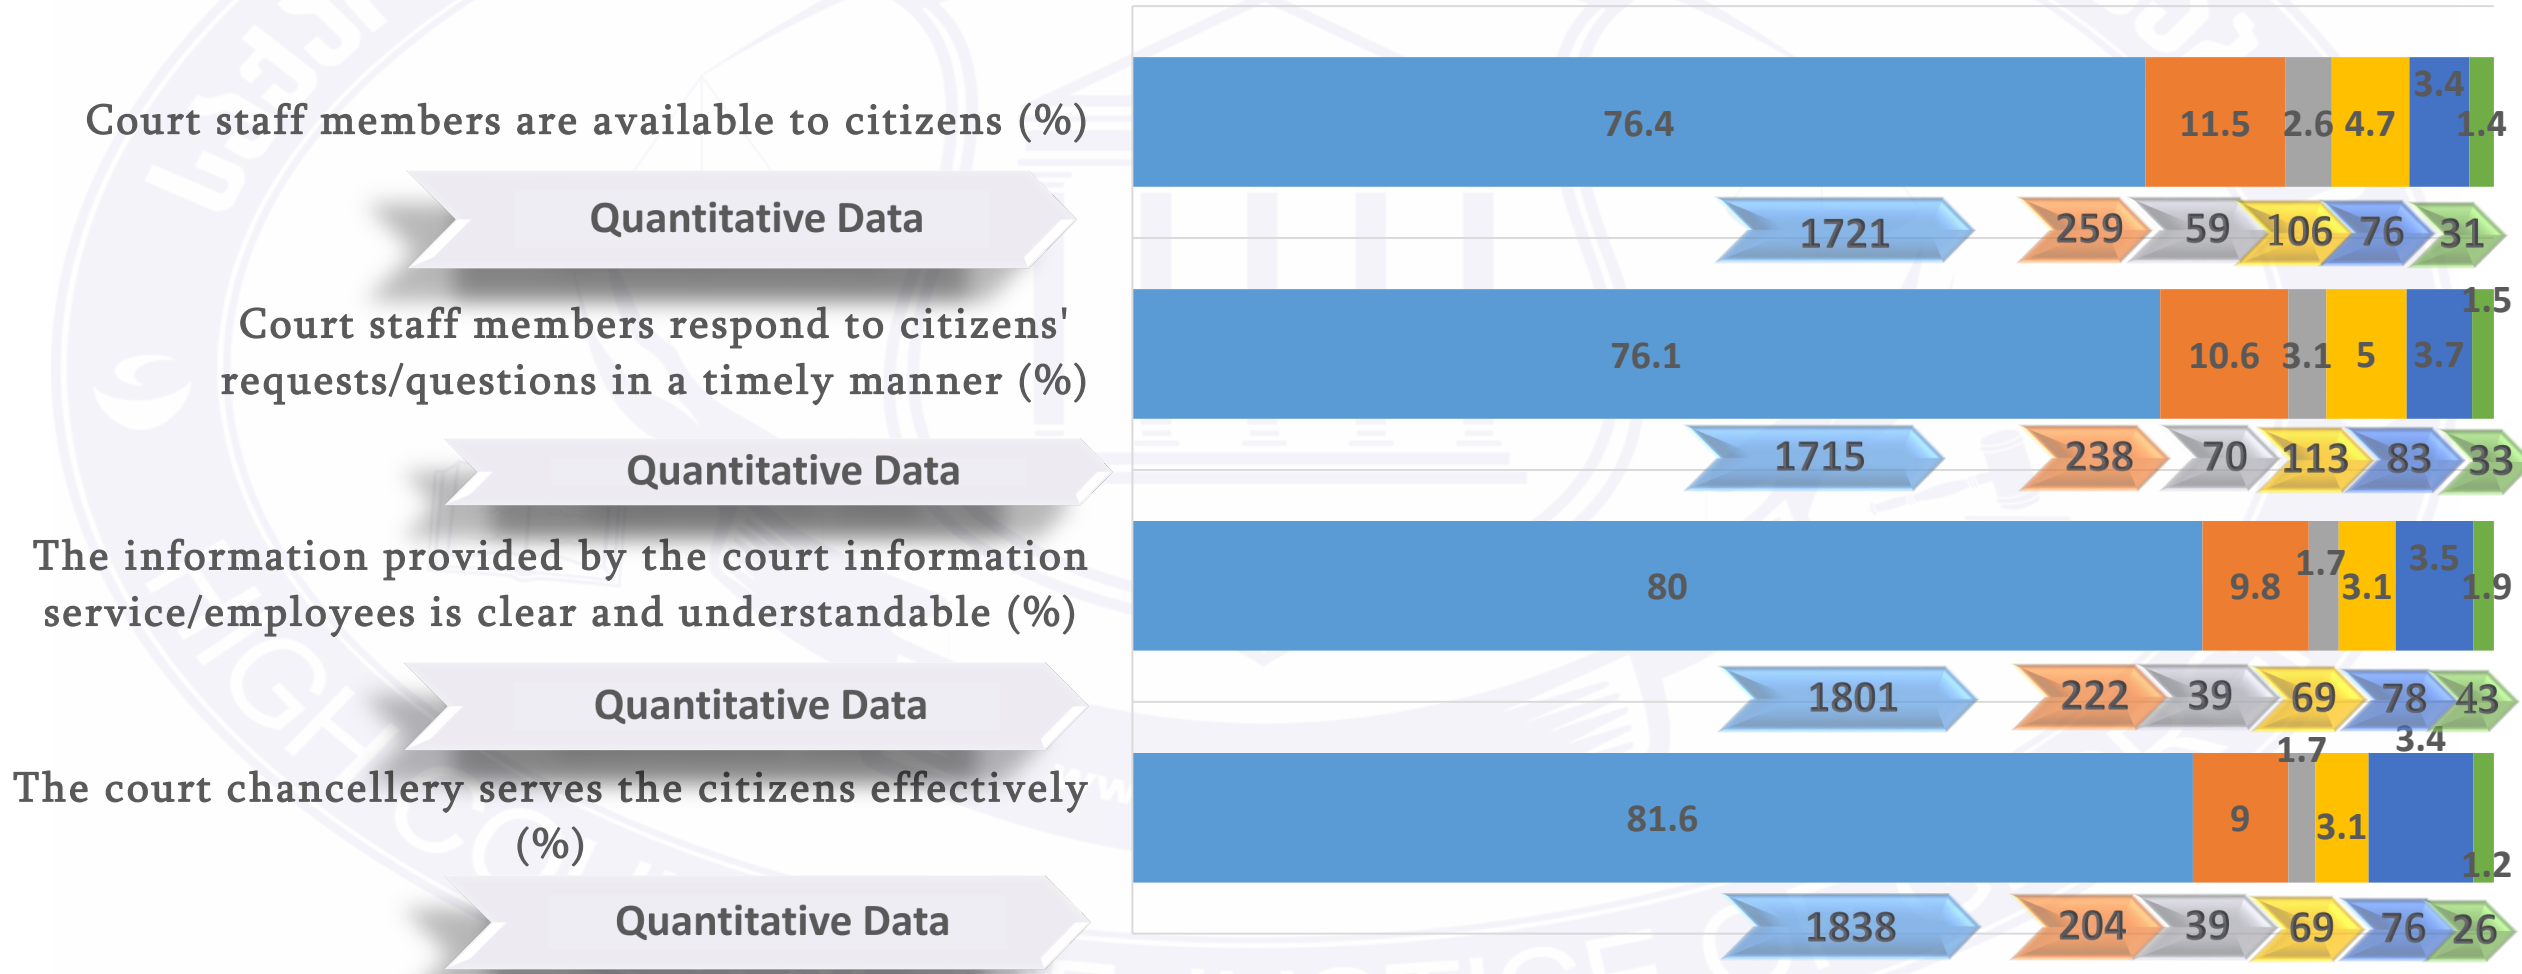 Court staff members are available to citizens (%)
76.4 11.5 2.6 4.7 3.4 1.4
Quantitative Data
1721 259 59 106 76 31
Court staff members respond to citizens'
requests/questions in a timely manner (%)
76.1 10.6 3.1 5 3.7 1.5
Quantitative Data
1715 238 70 113 83 33
The information provided by the court information
service/employees is clear and understandable (%)
80 9.8 1.7 3.1 3.5 1.9
Quantitative Data
1801 222 39 69 78 43
The court chancellery serves the citizens effectively
(%)
81.6 9 1.7 3.1 3.4 1.2
Quantitative Data
1838 204 39 69 76 26